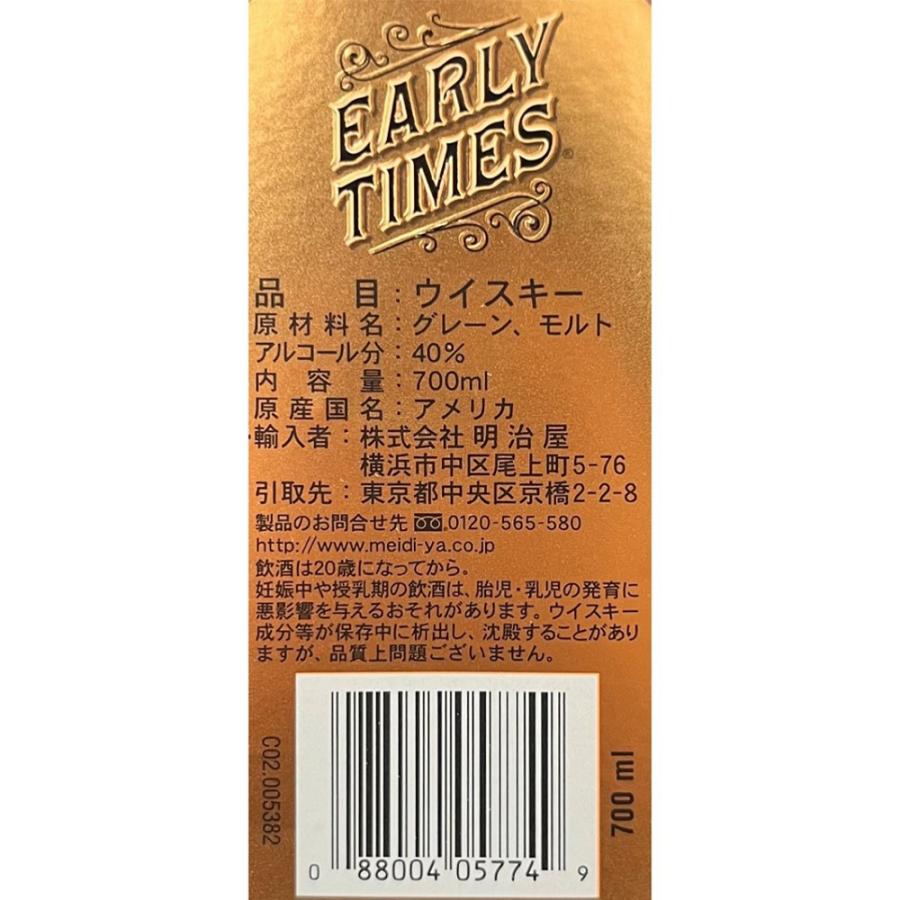 EARLY
TIMES®
品目：ウイスキー
原材料名：グレーン、モルト
アルコール分：40%
内容量：700ml
原産国名：アメリカ
・輸入者：株式会社 明治屋
横浜市中区尾上町5-76
引取先：東京都中央区京橋2-2-8
製品のお問合せ先 0120-565-580
http://www.meidi-ya.co.jp
飲酒は20歳になってから。
妊娠中や授乳期の飲酒は、胎児・乳児の発育に
悪影響を与えるおそれがあります。ウイスキー
成分等が保存中に析出し、沈殿することがあり
ますが、品質上問題ございません。
C02.005382
700 ml
0 88004 05774 9